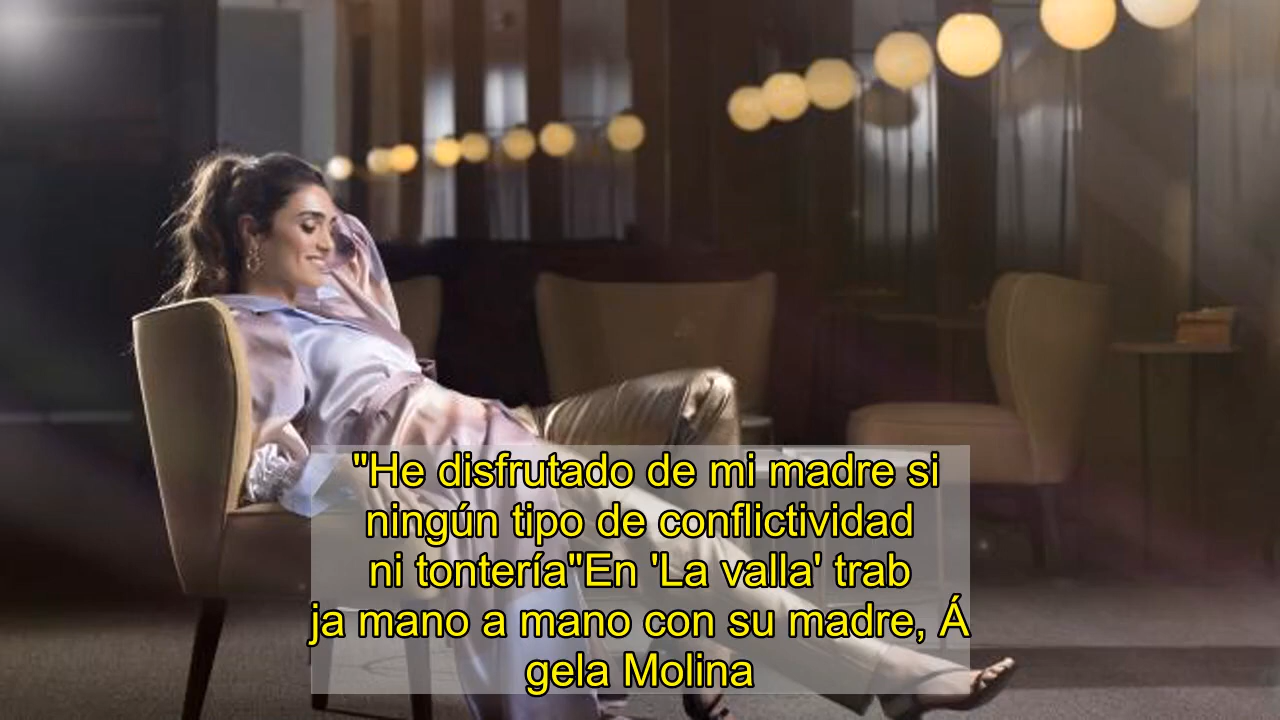 "He disfrutado de mi madre si
ningún tipo de conflictividad
ni tontería"En 'La valla' trab
ja mano a mano con su madre, Á
gela Molina